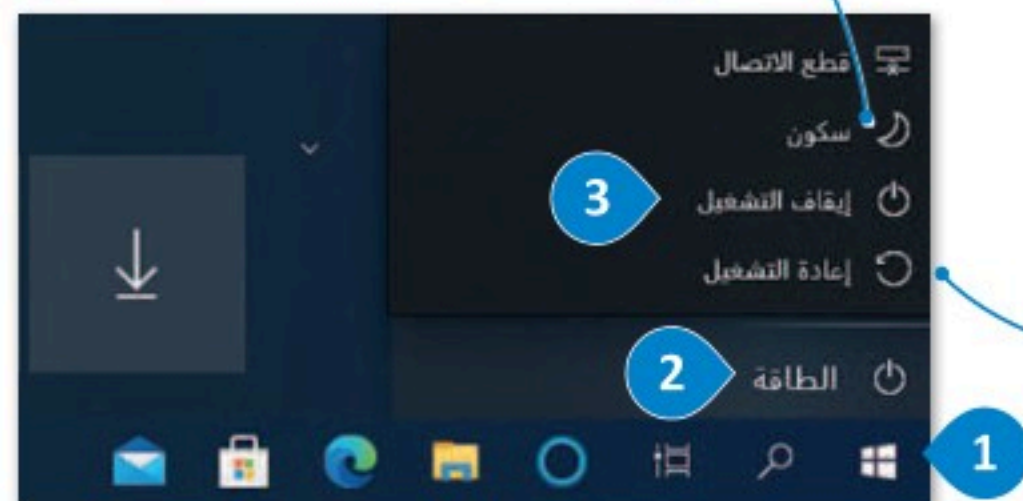 قطع الاتصال
سكون
3
إيقاف التشغيل
إعادة التشغيل
2
الطاقة
1